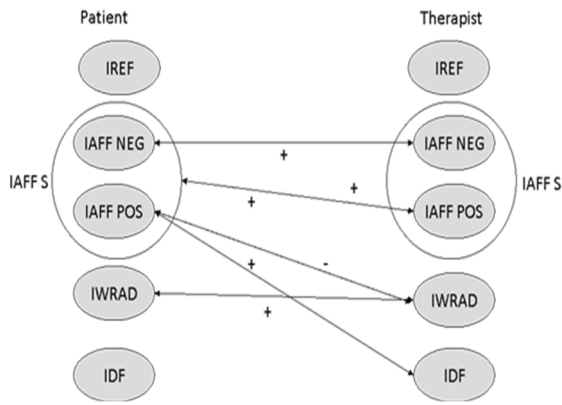 Patient Therapist
IREF IREF
IAFF NEG IAFF NEG
+
IAFF S + IAFF S
+
IAFF POS IAFF POS
+ -
IWRAD IWRAD
+
IDF IDF